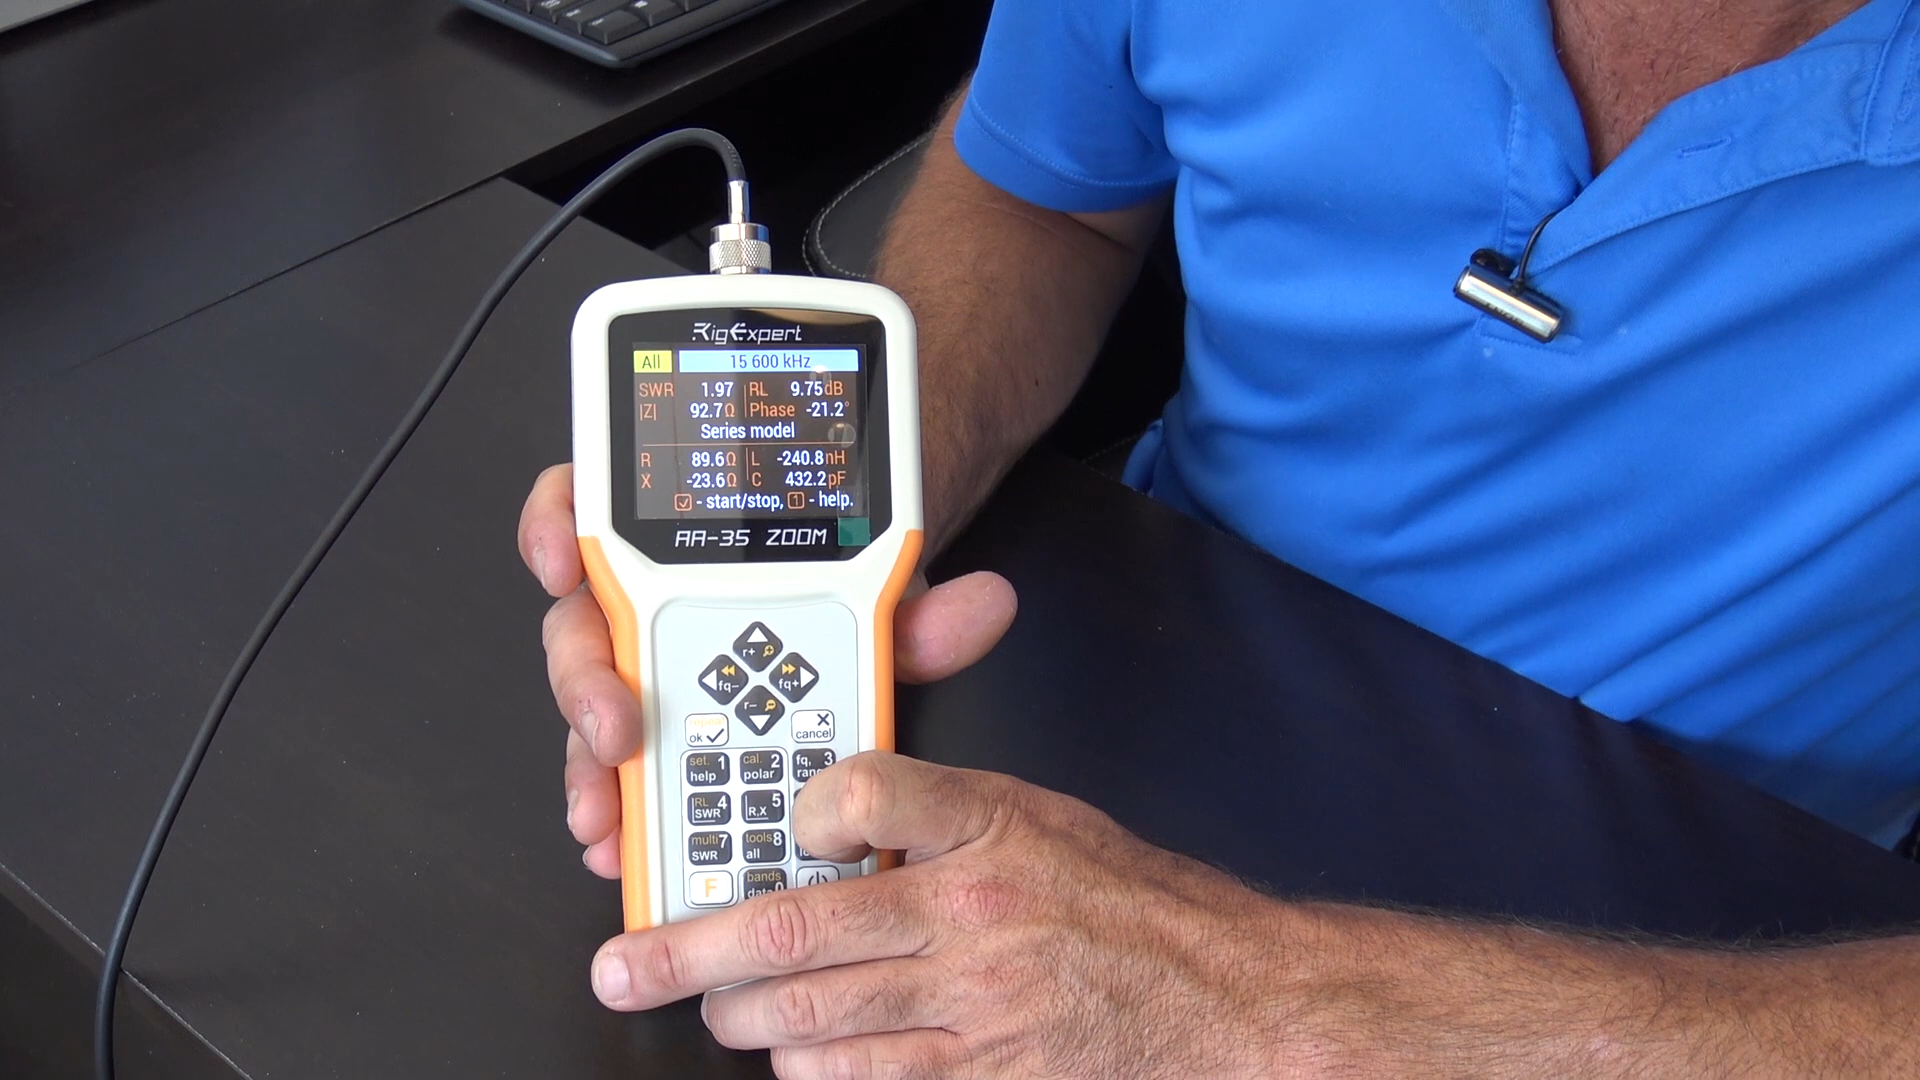 RigExpert
All 15 600 kHz
SWR 1.97 RL 9.75dB
|Z| 92.7Ω Phase -21.2°
Series model
R 89.6Ω L -240.8nH
X -23.6Ω C 432.2pF
- start/stop, 1 - help.
AA-35 ZOOM
r+
fq- fq+
r-
repeat
ok cancel
set. 1 cal. 2 fq, 3
help polar
RL 4 5
SWR R,X
multi 7 tools 8
SWR all
F bands